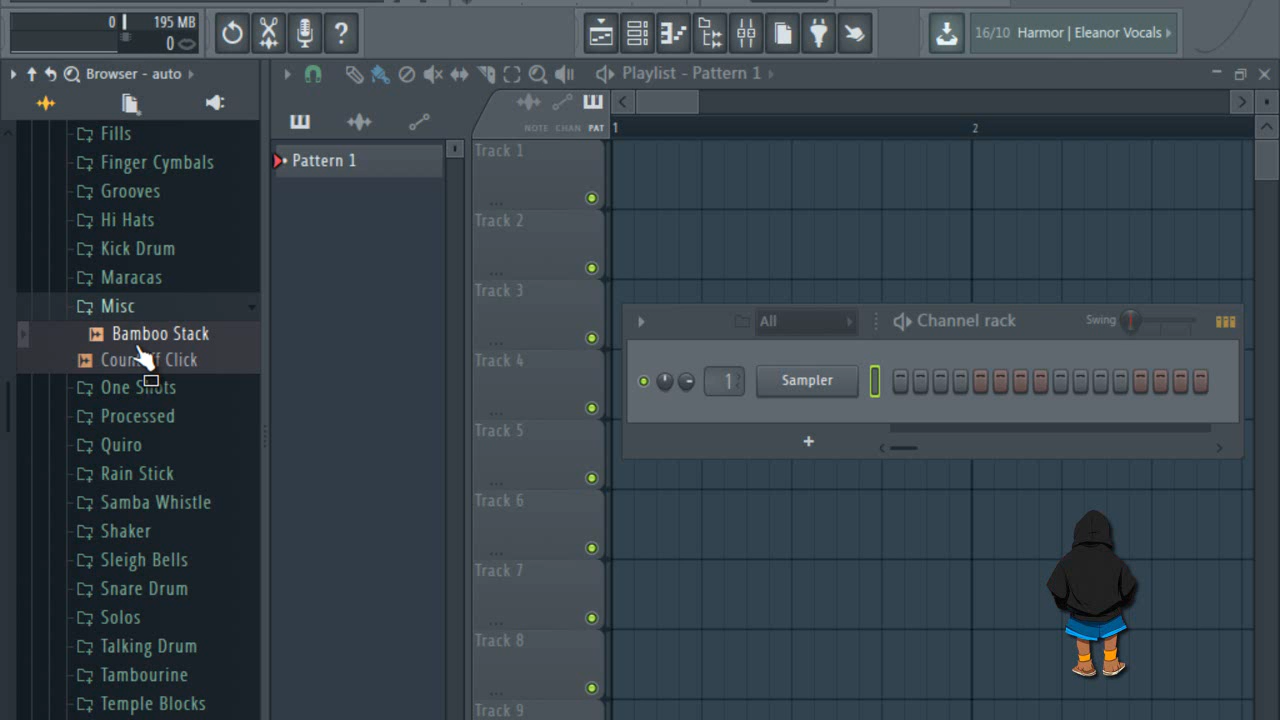 0
195 MB
0
?
16/10 Harmor | Eleanor Vocals
Browser - auto
Playlist - Pattern 1
NOTE CHAN PAT
1
2
Fills
Finger Cymbals
Grooves
Hi Hats
Kick Drum
Maracas
Misc
Bamboo Stack
One Shots
Processed
Quiro
Rain Stick
Samba Whistle
Shaker
Sleigh Bells
Snare Drum
Solos
Talking Drum
Tambourine
Temple Blocks
Pattern 1
Track 1
Track 2
Track 3
Track 4
Track 5
Track 6
Track 7
Track 8
Track 9
All
Channel rack
Swing
1
Sampler
+